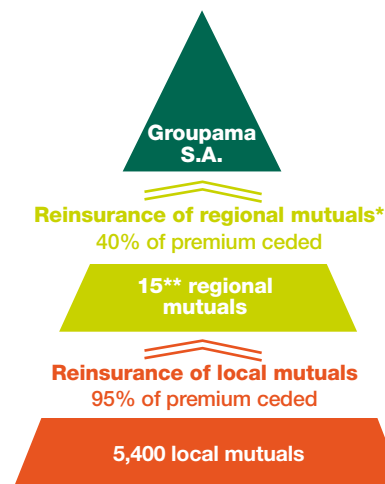 Groupama
S.A.
Reinsurance of regional mutuals*
40% of premium ceded
15** regional
mutuals
Reinsurance of local mutuals
95% of premium ceded
5,400 local mutuals